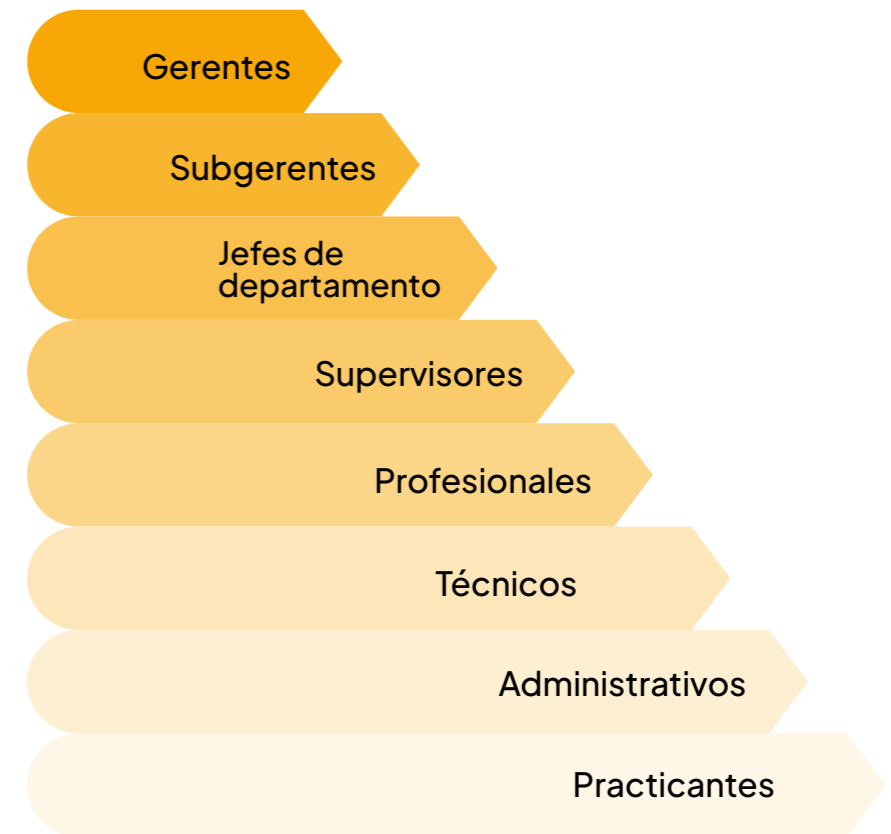 Gerentes
Subgerentes
Jefes de
departamento
Supervisores
Profesionales
Técnicos
Administrativos
Practicantes